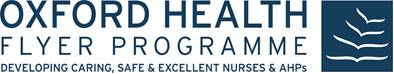 OXFORD HEALTH
FLYER PROGRAMME
DEVELOPING CARING, SAFE & EXCELLENT NURSES & AHPs